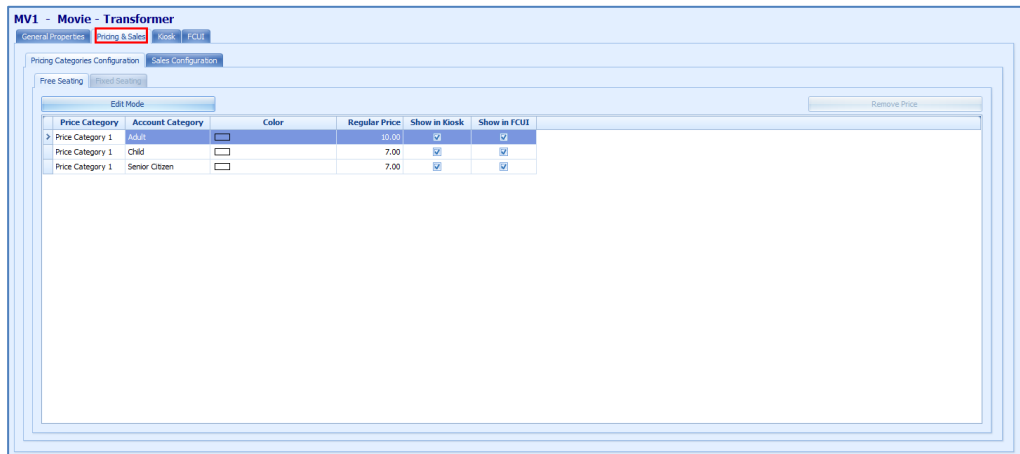 MV1 - Movie - Transformer
General Properties Pricing & Sales Kiosk FCUI
Pricing Categories Configuration Sales Configuration
Free Seating Fixed Seating
Edit Mode Remove Price
Price Category Account Category Color Regular Price Show in Kiosk Show in FCUI
Price Category 1 Adult 10.00
Price Category 1 Child 7.00
Price Category 1 Senior Citizen 7.00